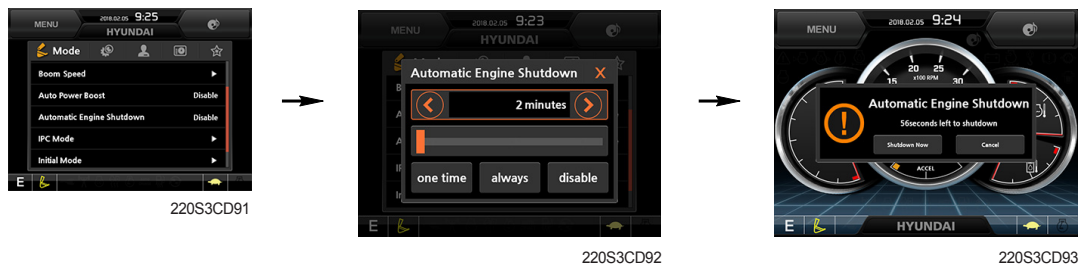 MENU
2018.02.05 9:25
HYUNDAI
Mode
Boom Speed
Auto Power Boost Disable
Automatic Engine Shutdown Disable
IPC Mode
Initial Mode
E
220S3CD91
MENU
2018.02.05 9:23
HYUNDAI
Automatic Engine Shutdown X
2 minutes
one time always disable
E
HYUNDAI
220S3CD92
MENU
2018.02.05 9:24
20 25
15 x100 RPM 30
Automatic Engine Shutdown
56seconds left to shutdown
Shutdown Now Cancel
ACCEL
E HYUNDAI
220S3CD93